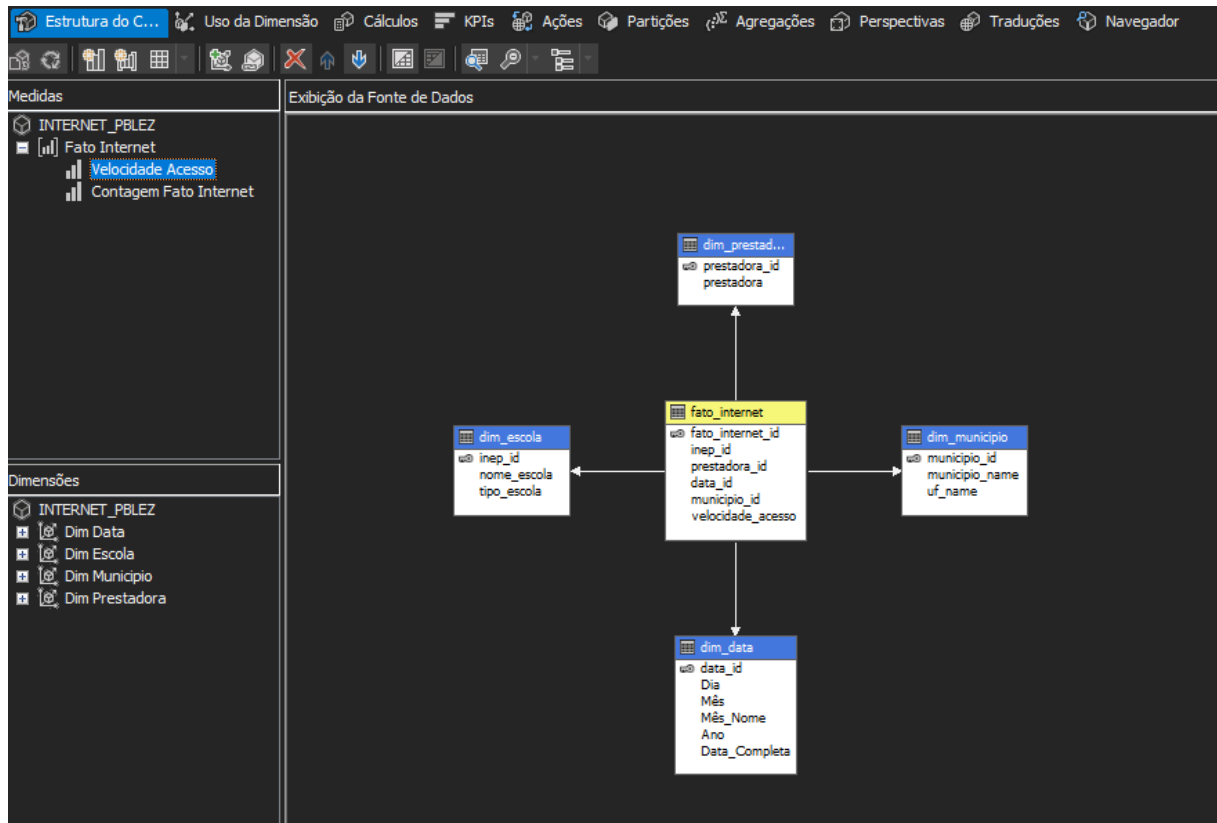 Estrutura do C... Uso da Dimensão Cálculos KPIs Ações Partições Agregações Perspectivas Traduções Navegador
Medidas
INTERNET_PBLEZ
Fato Internet
Velocidade Acesso
Contagem Fato Internet
Dimensões
INTERNET_PBLEZ
Dim Data
Dim Escola
Dim Municipio
Dim Prestadora
Exibição da Fonte de Dados
dim_prestad...
prestadora_id
prestadora
dim_escola
inep_id
nome_escola
tipo_escola
fato_internet
fato_internet_id
inep_id
prestadora_id
data_id
municipio_id
velocidade_acesso
dim_municipio
municipio_id
municipio_name
uf_name
dim_data
data_id
Dia
Mês
Mês_Nome
Ano
Data_Completa